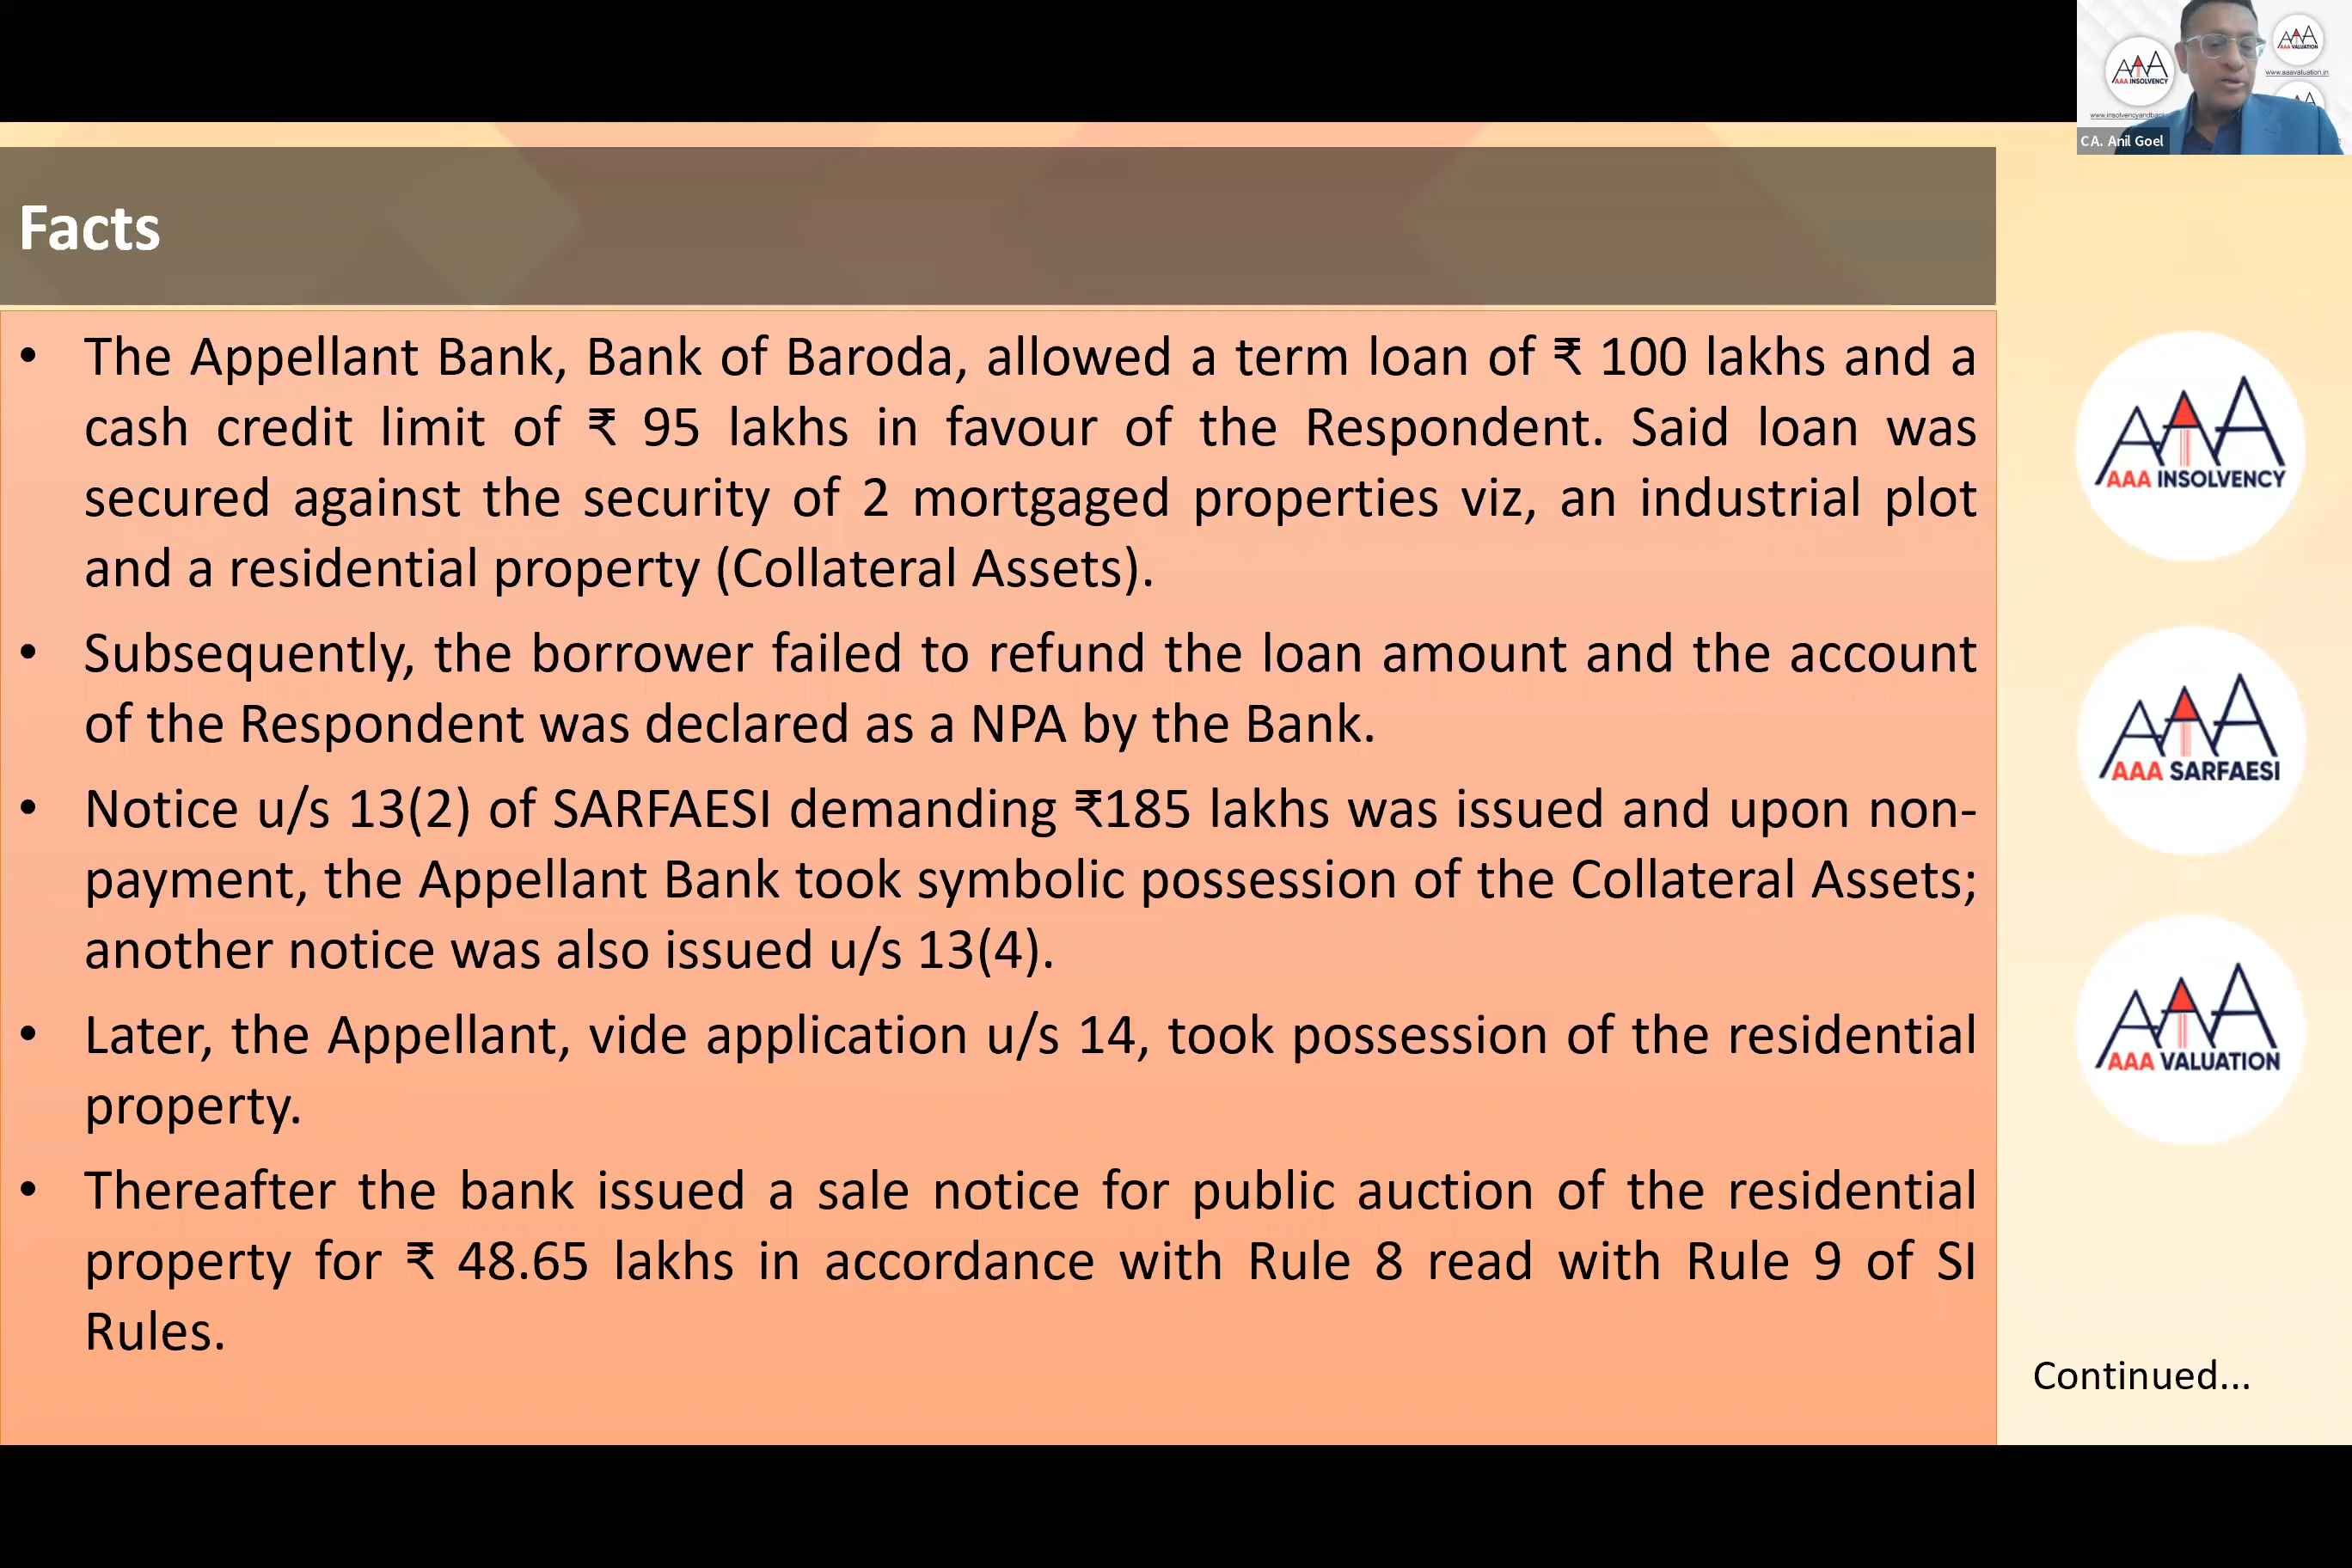 AAA INSOLVENCY
AAA VALUATION
www.aaavaluation.in
CA. Anil Goel
Facts
• The Appellant Bank, Bank of Baroda, allowed a term loan of ₹ 100 lakhs and a
cash credit limit of ₹ 95 lakhs in favour of the Respondent. Said loan was
secured against the security of 2 mortgaged properties viz, an industrial plot
and a residential property (Collateral Assets).
• Subsequently, the borrower failed to refund the loan amount and the account
of the Respondent was declared as a NPA by the Bank.
• Notice u/s 13(2) of SARFAESI demanding ₹185 lakhs was issued and upon non-
payment, the Appellant Bank took symbolic possession of the Collateral Assets;
another notice was also issued u/s 13(4).
• Later, the Appellant, vide application u/s 14, took possession of the residential
property.
• Thereafter the bank issued a sale notice for public auction of the residential
property for ₹ 48.65 lakhs in accordance with Rule 8 read with Rule 9 of SI
Rules.
AAA INSOLVENCY
AAA SARFAESI
AAA VALUATION
Continued...